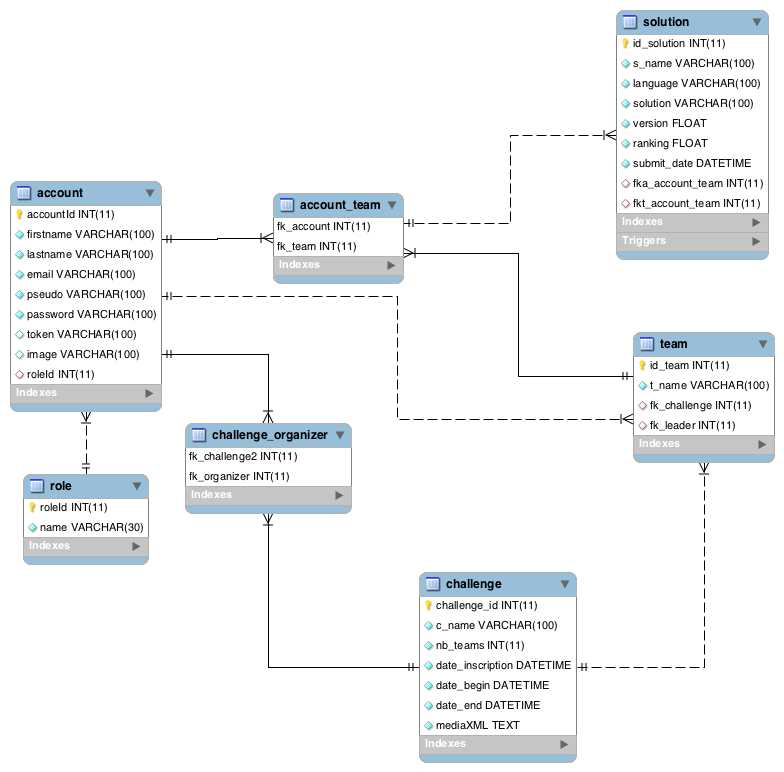 solution
id_solution INT(11)
s_name VARCHAR(100)
language VARCHAR(100)
solution VARCHAR(100)
version FLOAT
ranking FLOAT
submit_date DATETIME
fka_account_team INT(11)
fkt_account_team INT(11)
Indexes
Triggers
account
accountId INT(11)
firstname VARCHAR(100)
lastname VARCHAR(100)
email VARCHAR(100)
pseudo VARCHAR(100)
password VARCHAR(100)
token VARCHAR(100)
image VARCHAR(100)
roleId INT(11)
Indexes
account_team
fk_account INT(11)
fk_team INT(11)
Indexes
team
id_team INT(11)
t_name VARCHAR(100)
fk_challenge INT(11)
fk_leader INT(11)
Indexes
challenge_organizer
fk_challenge2 INT(11)
fk_organizer INT(11)
Indexes
role
roleId INT(11)
name VARCHAR(30)
Indexes
challenge
challenge_id INT(11)
c_name VARCHAR(100)
nb_teams INT(11)
date_inscription DATETIME
date_begin DATETIME
date_end DATETIME
mediaXML TEXT
Indexes